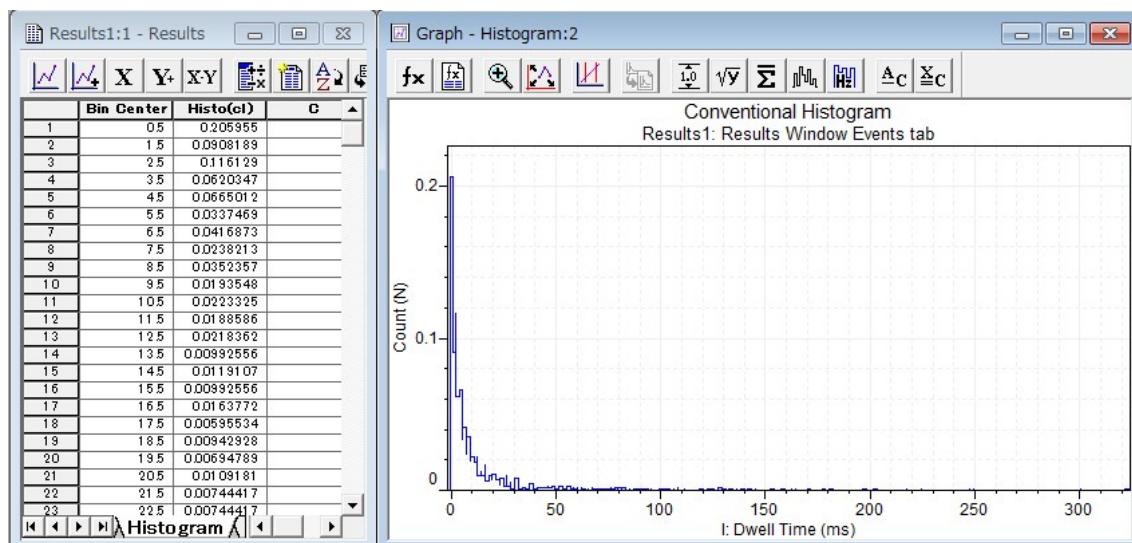 Results1:1 - Results
X Y+ X-Y
Bin Center Histo(cl) C
1 0.5 0.205955
2 1.5 0.0908189
3 2.5 0.116129
4 3.5 0.0620347
5 4.5 0.0665012
6 5.5 0.0337469
7 6.5 0.0416873
8 7.5 0.0238213
9 8.5 0.0352357
10 9.5 0.0193548
11 10.5 0.0223325
12 11.5 0.0188586
13 12.5 0.0218362
14 13.5 0.00992556
15 14.5 0.0119107
16 15.5 0.00992556
17 16.5 0.0163772
18 17.5 0.00595534
19 18.5 0.00942928
20 19.5 0.00694789
21 20.5 0.0109181
22 21.5 0.00744417
23 22.5 0.00744417
Histogram
Graph - Histogram:2
fx fx 1.0 √y Σ H! A=C X=C
Conventional Histogram
Results1: Results Window Events tab
Count (N)
0.2
0.1
0
0 50 100 150 200 250 300
I: Dwell Time (ms)